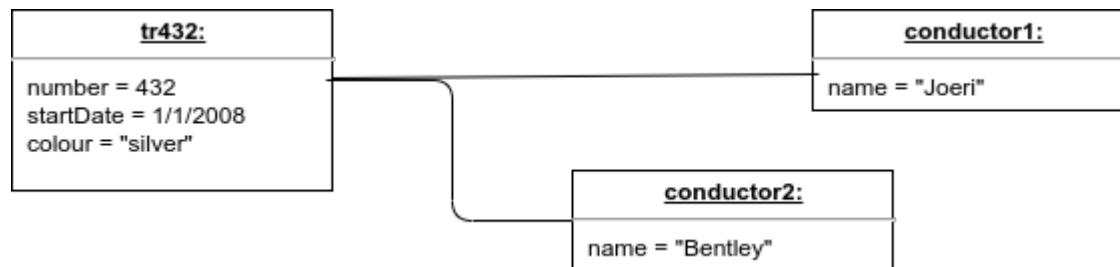 tr432:
number = 432
startDate = 1/1/2008
colour = "silver"
conductor1:
name = "Joeri"
conductor2:
name = "Bentley"